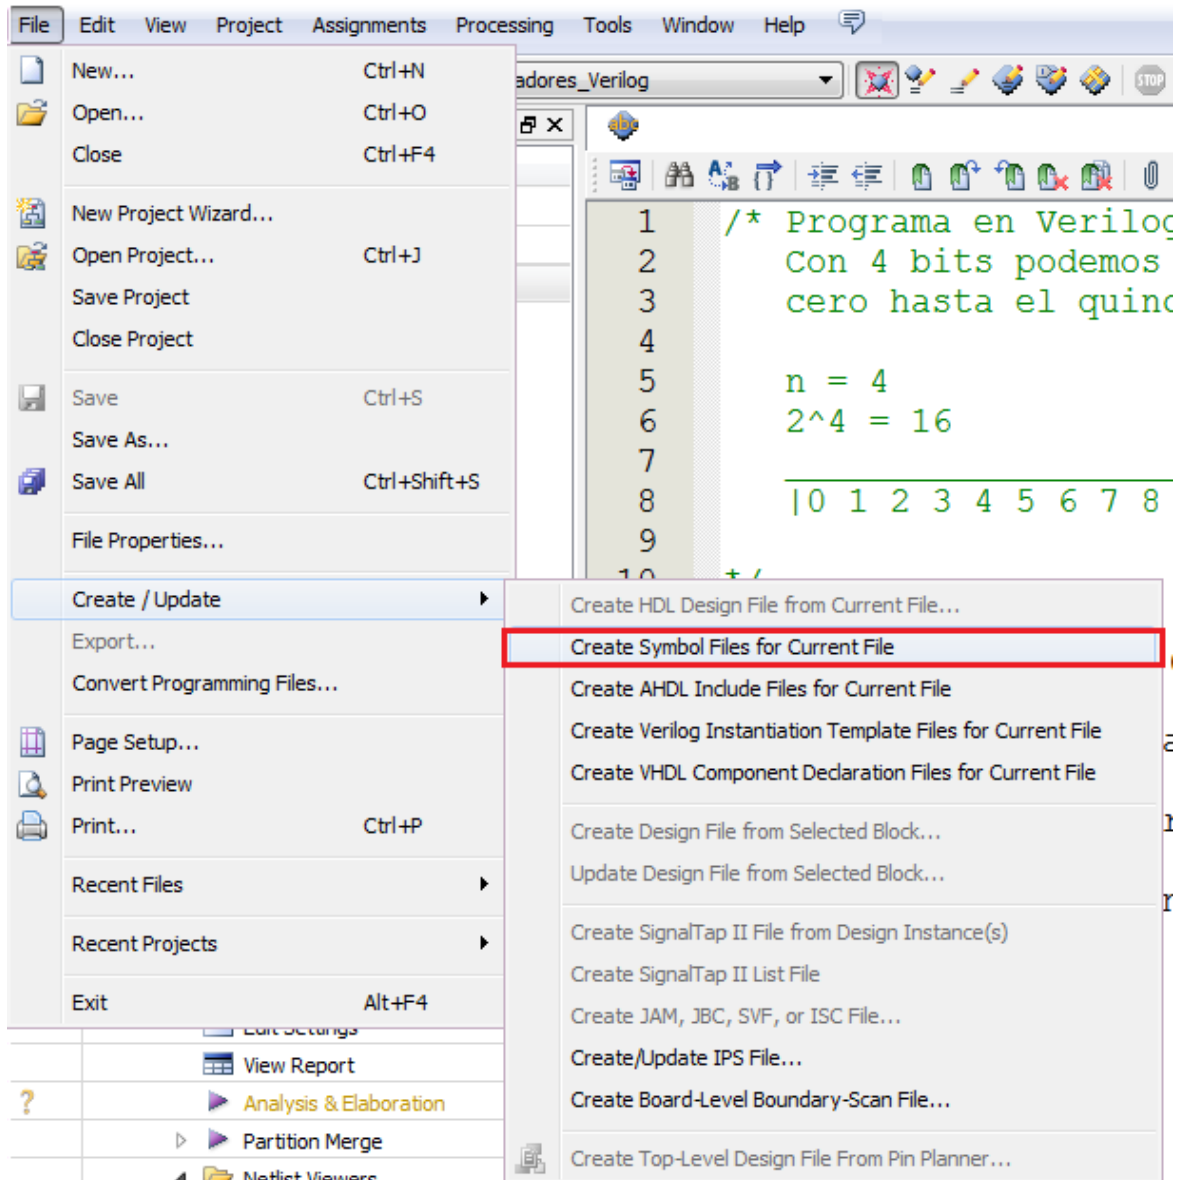 File Edit View Project Assignments Processing Tools Window Help
New... Ctrl+N
adores_Verilog
STOP
Open... Ctrl+O
abc
Close Ctrl+F4
New Project Wizard...
1 /* Programa en Verilog
Open Project... Ctrl+J
2 Con 4 bits podemos
Save Project
3 cero hasta el quinc
Close Project
4
5 n = 4
Save Ctrl+S
6 2^4 = 16
Save As...
7
Save All Ctrl+Shift+S
8 |0 1 2 3 4 5 6 7 8
File Properties...
9
10 */
Create / Update
Create HDL Design File from Current File...
Export...
Create Symbol Files for Current File
Convert Programming Files...
Create AHDL Include Files for Current File
Page Setup...
Create Verilog Instantiation Template Files for Current File
Print Preview
Create VHDL Component Declaration Files for Current File
Print... Ctrl+P
Create Design File from Selected Block...
Recent Files
Update Design File from Selected Block...
Recent Projects
Create SignalTap II File from Design Instance(s)
Create SignalTap II List File
Exit Alt+F4
Create JAM, JBC, SVF, or ISC File...
Edit Settings
Create/Update IPS File...
View Report
Create Board-Level Boundary-Scan File...
? Analysis & Elaboration
Partition Merge
Create Top-Level Design File From Pin Planner...
Netlist Viewers